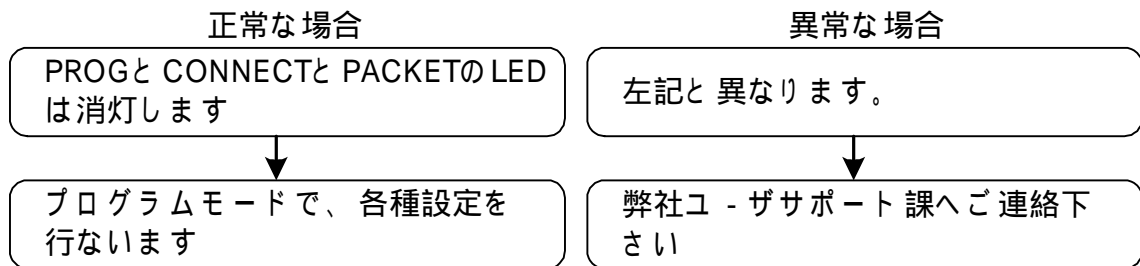 正常な場合
PROGと CONNECTと PACKETの LED
は消灯します
プログラムモードで、各種設定を
行ないます
異常な場合
左記と異なります。
弊社ユ - ザサポート課へご連絡下
さい